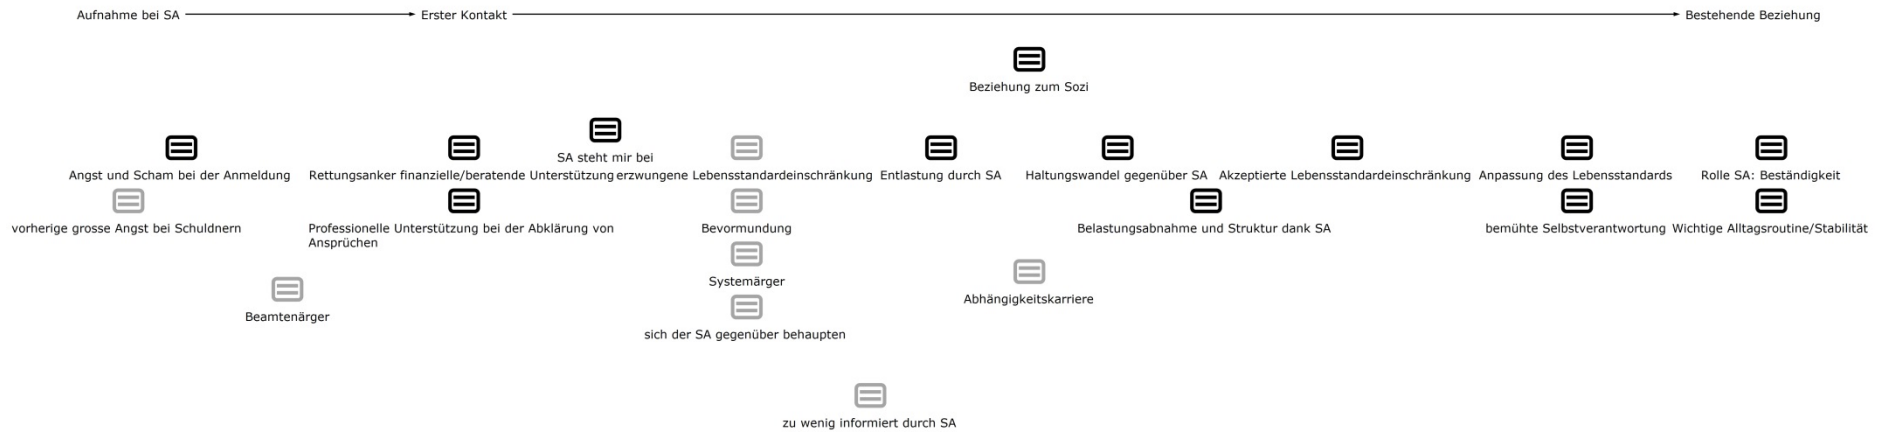 Aufnahme bei SA
Erster Kontakt
Bestehende Beziehung
Beziehung zum Sozi
SA steht mir bei
Angst und Scham bei der Anmeldung
Rettungsanker finanzielle/beratende Unterstützung
erzwungene Lebensstandardeinschränkung
Entlastung durch SA
Haltungswandel gegenüber SA
Akzeptierte Lebensstandardeinschränkung
Anpassung des Lebensstandards
Rolle SA: Beständigkeit
vorherige grosse Angst bei Schuldnern
Professionelle Unterstützung bei der Abklärung von
Ansprüchen
Bevormundung
Belastungsabnahme und Struktur dank SA
bemühte Selbstverantwortung
Wichtige Alltagsroutine/Stabilität
Systemärger
Abhängigkeitskarriere
Beamtenärger
sich der SA gegenüber behaupten
zu wenig informiert durch SA